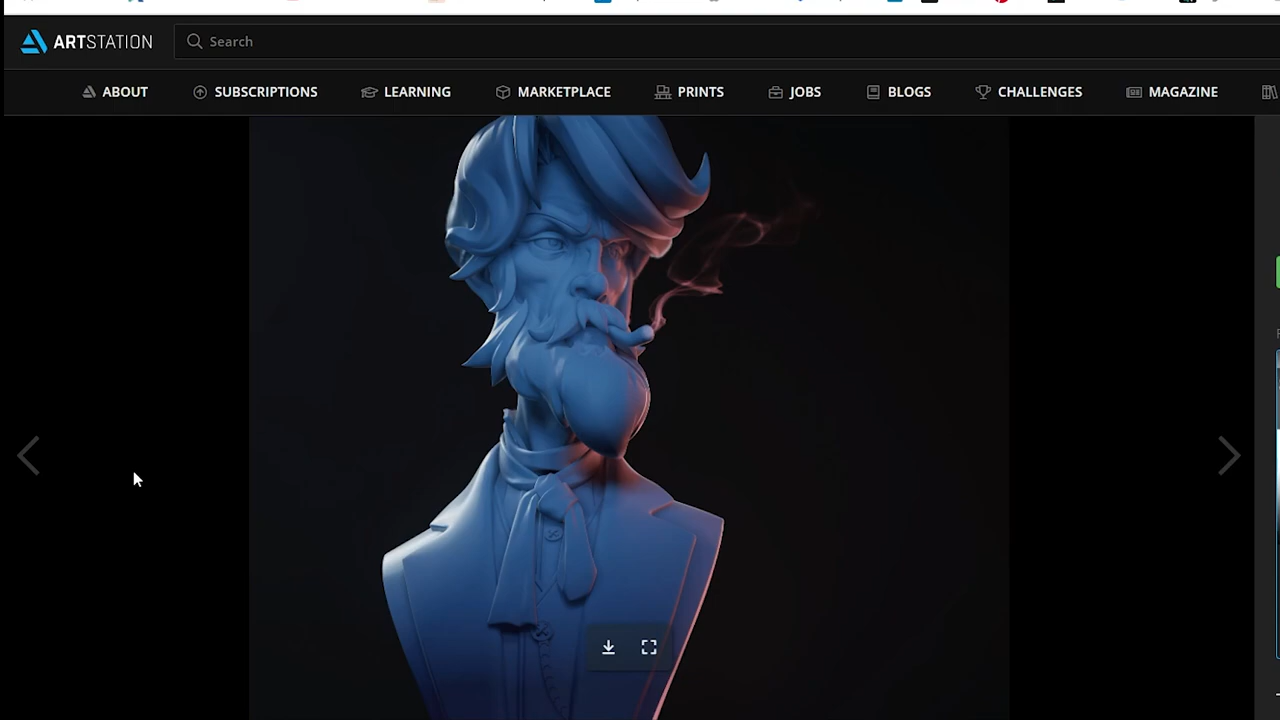 ARTSTATION
Search
ABOUT SUBSCRIPTIONS LEARNING MARKETPLACE PRINTS JOBS BLOGS CHALLENGES MAGAZINE